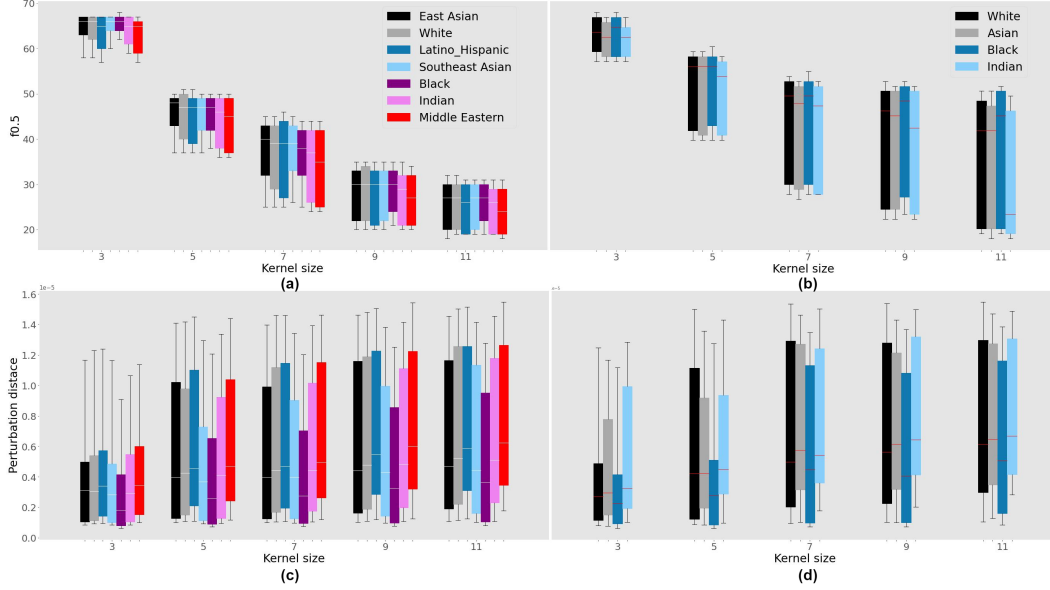 f0.5
70
60
50
40
30
20
East Asian
White
Latino_Hispanic
Southeast Asian
Black
Indian
Middle Eastern
3 5 7 9 11
Kernel size
(a)
White
Asian
Black
Indian
3 5 7 9 11
Kernel size
(b)
1e−5
Perturbation distace
1.6
1.4
1.2
1.0
0.8
0.6
0.4
0.2
0.0
3 5 7 9 11
Kernel size
(c)
3 5 7 9 11
Kernel size
(d)